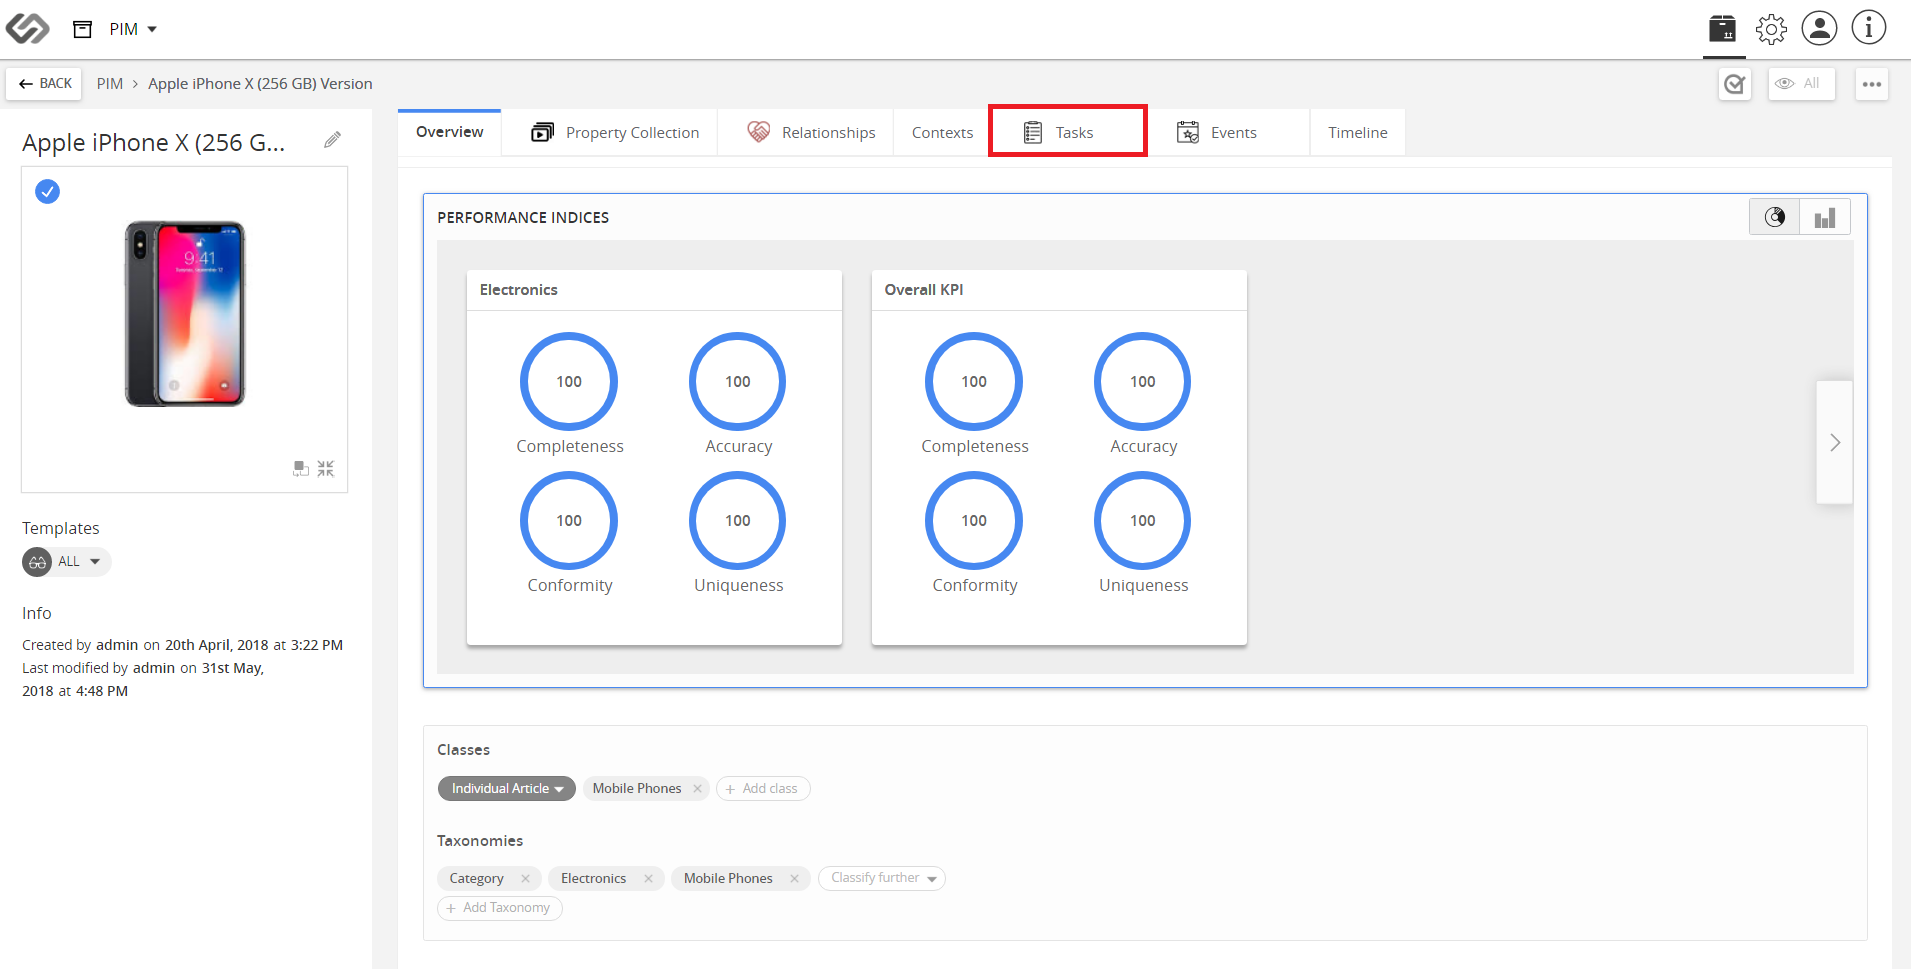 PIM
BACK
PIM > Apple iPhone X (256 GB) Version
All
Apple iPhone X (256 G...
9:41
Templates
ALL
Info
Created by admin on 20th April, 2018 at 3:22 PM
Last modified by admin on 31st May,
2018 at 4:48 PM
Overview
Property Collection
Relationships
Contexts
Tasks
Events
Timeline
PERFORMANCE INDICES
Electronics
100
Completeness
100
Accuracy
100
Conformity
100
Uniqueness
Overall KPI
100
Completeness
100
Accuracy
100
Conformity
100
Uniqueness
Classes
Individual Article
Mobile Phones ×
+ Add class
Taxonomies
Category ×
Electronics ×
Mobile Phones ×
Classify further
+ Add Taxonomy